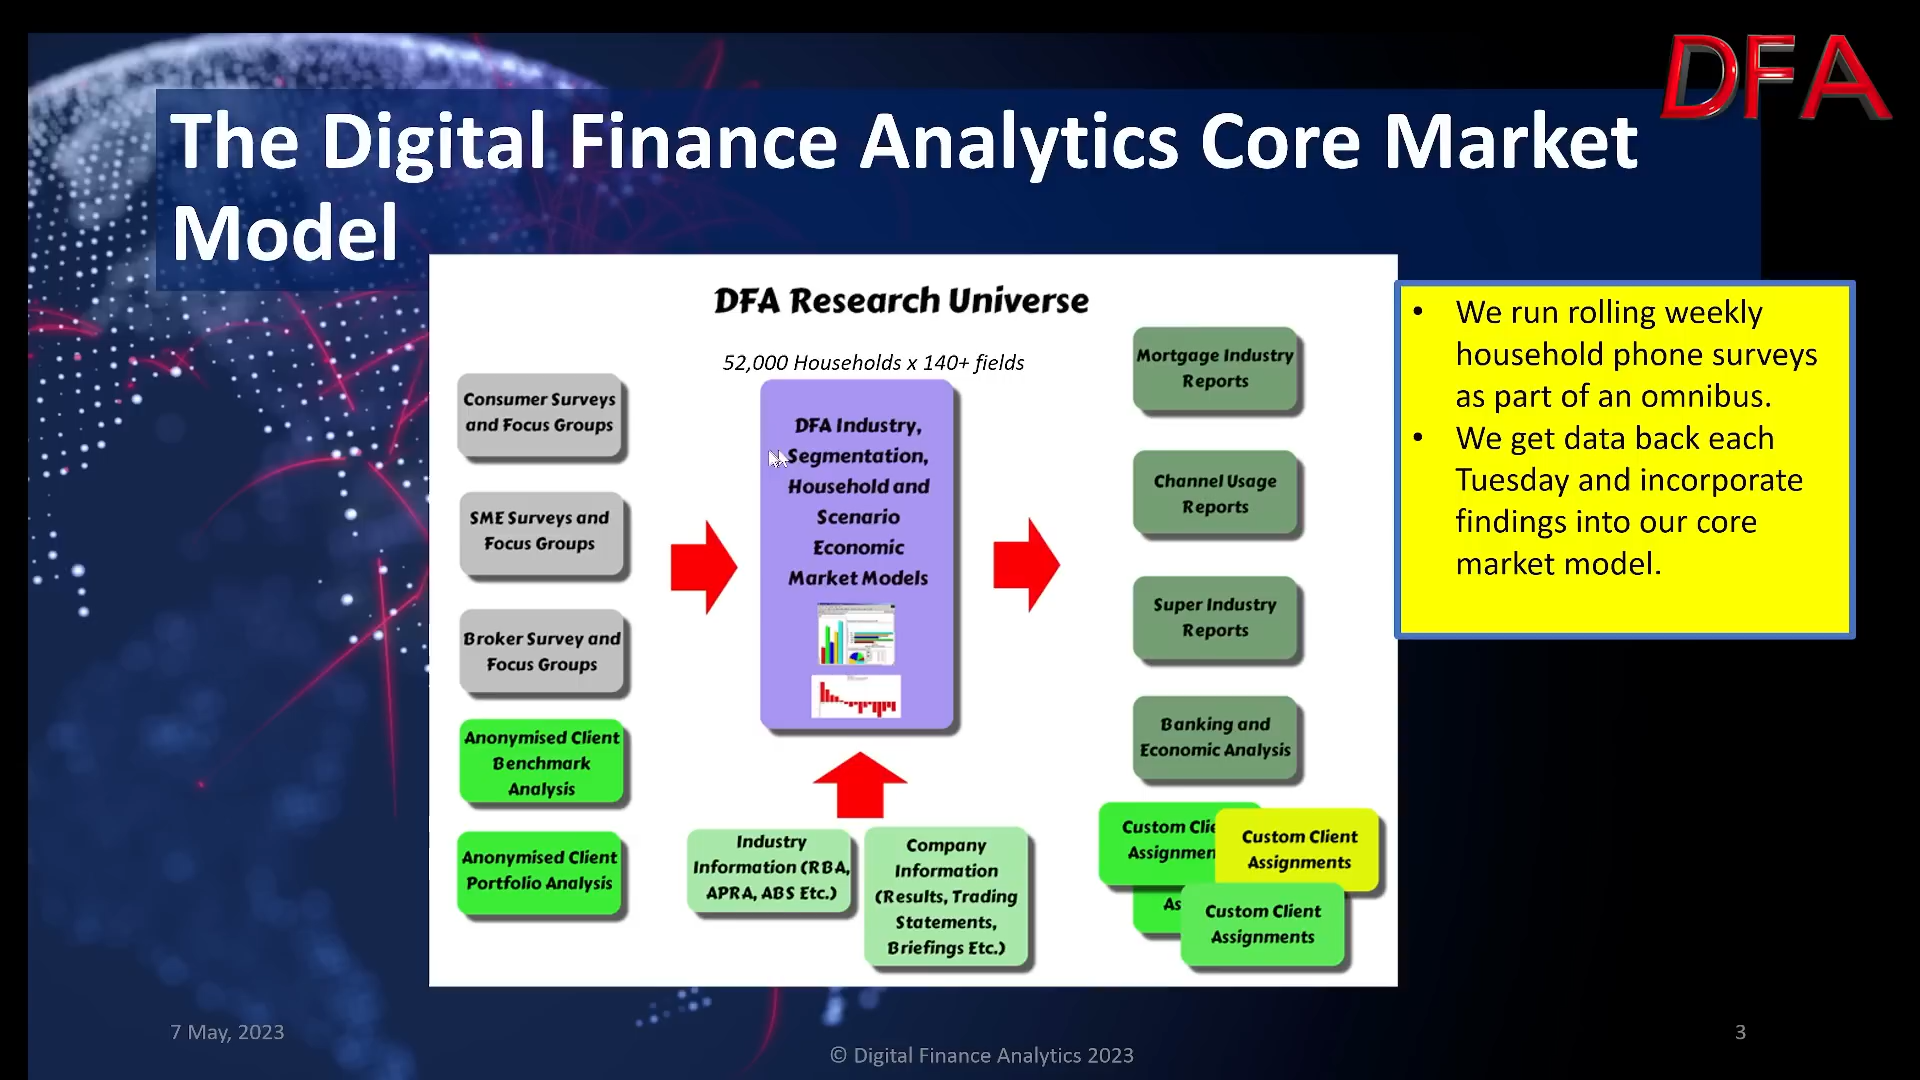 DFA
The Digital Finance Analytics Core Market
Model
DFA Research Universe
52,000 Households x 140+ fields
Consumer Surveys
and Focus Groups
SME Surveys and
Focus Groups
Broker Survey and
Focus Groups
Anonymised Client
Benchmark
Analysis
Anonymised Client
Portfolio Analysis
DFA Industry,
Segmentation,
Household and
Scenario
Economic
Market Models
Industry
Information (RBA,
APRA, ABS Etc.)
Company
Information
(Results, Trading
Statements,
Briefings Etc.)
Mortgage Industry
Reports
Channel Usage
Reports
Super Industry
Reports
Banking and
Economic Analysis
Custom Clie
Assignmen
Custom Client
Assignments
As
Custom Client
Assignments
• We run rolling weekly
household phone surveys
as part of an omnibus.
• We get data back each
Tuesday and incorporate
findings into our core
market model.
7 May, 2023
© Digital Finance Analytics 2023
3